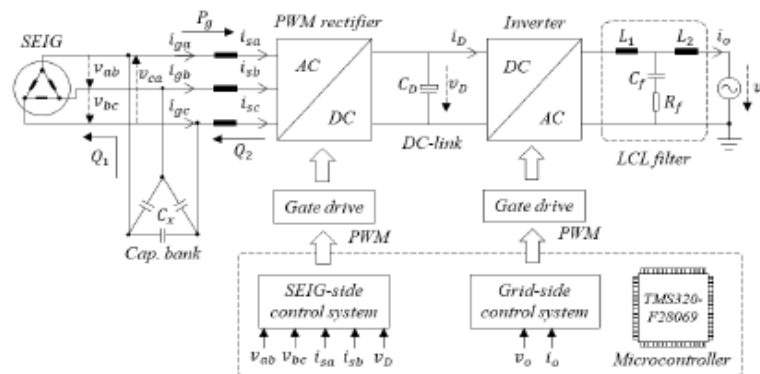 SEIG
P_g
PWM rectifier
Inverter
i_ga
i_sa
i_D
L_1
L_2
i_o
v_ab
v_ca
i_gb
i_sb
AC
C_D
v_D
DC
C_f
v_bc
i_gc
i_sc
DC
AC
R_f
Q_1
Q_2
DC-link
LCL filter
C_x
Cap. bank
Gate drive
Gate drive
PWM
PWM
SEIG-side
control system
Grid-side
control system
TMS320-
F28069
v_ab v_bc i_sa i_sb v_D
v_o i_o
Microcontroller